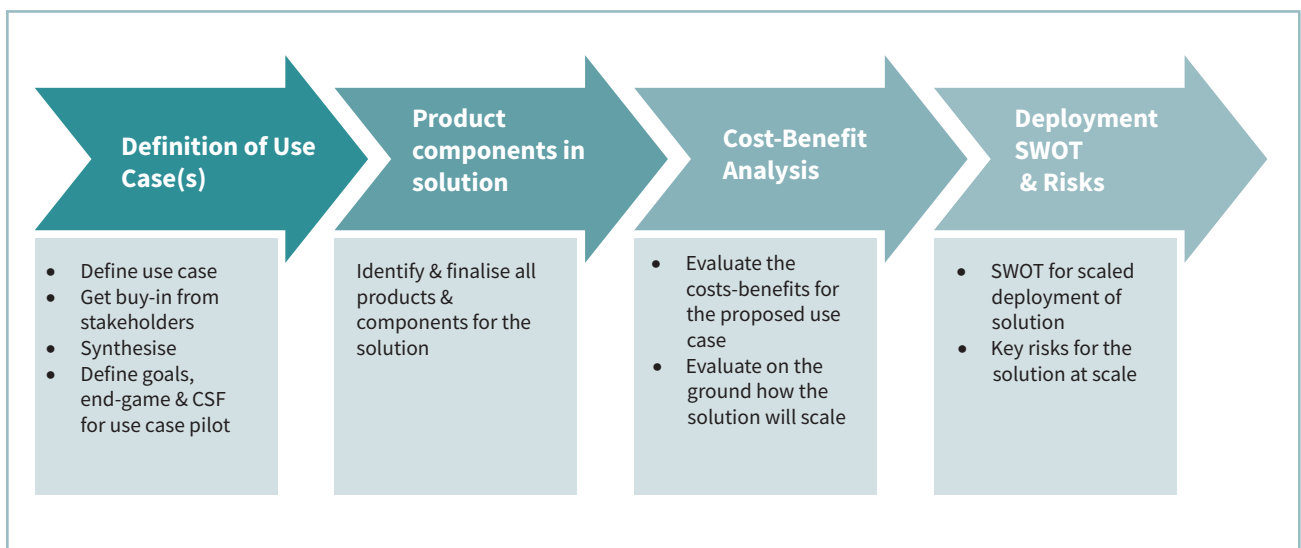 Definition of Use
Case(s)
Product
components in
solution
Cost-Benefit
Analysis
Deployment
SWOT
& Risks
• Define use case
• Get buy-in from
stakeholders
• Synthesise
• Define goals,
end-game & CSF
for use case pilot
Identify & finalise all
products &
components for the
solution
• Evaluate the
costs-benefits for
the proposed use
case
• Evaluate on the
ground how the
solution will scale
• SWOT for scaled
deployment of
solution
• Key risks for the
solution at scale